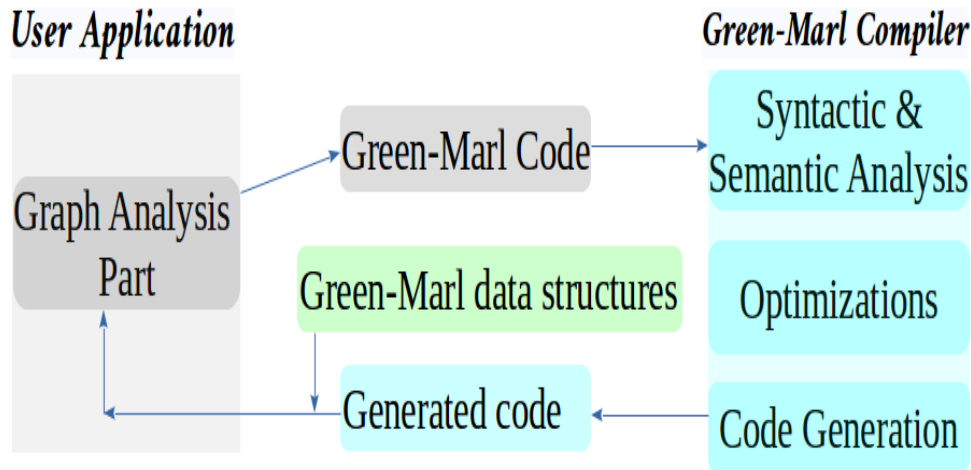 User Application
Green-Marl Compiler
Syntactic &
Semantic Analysis
Green-Marl Code
Graph Analysis
Part
Green-Marl data structures
Optimizations
Generated code
Code Generation